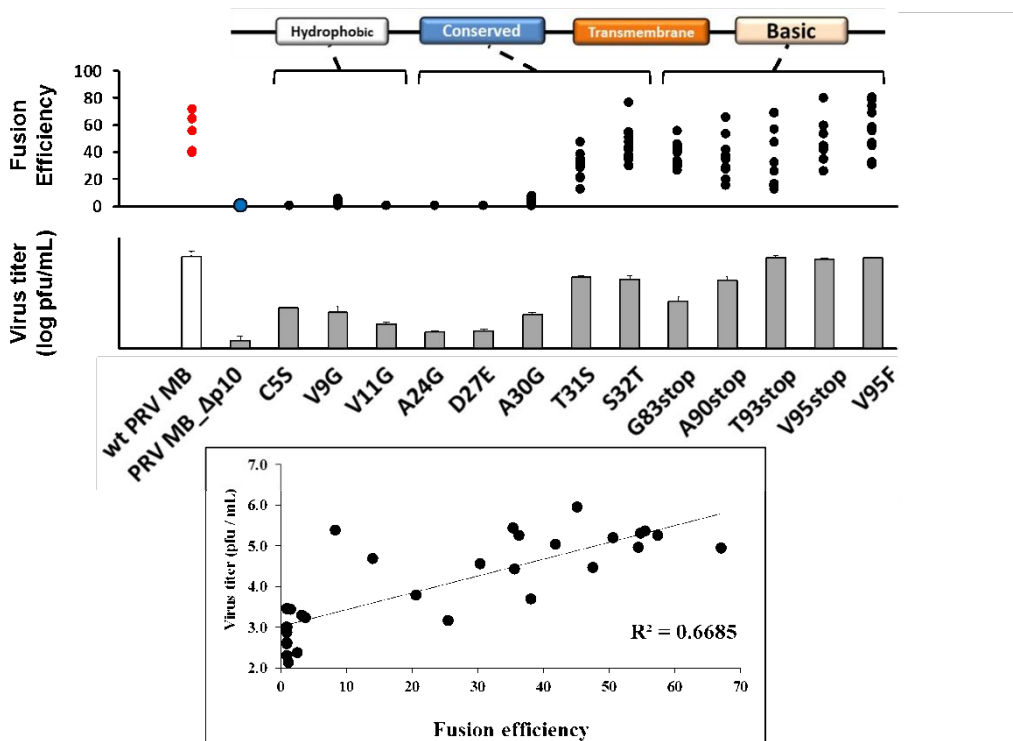 Hydrophobic Conserved Transmembrane Basic
Fusion
Efficiency
100
80
60
40
20
0
Virus titer
(log pfu/mL)
wt PRV MB
PRV MB_Δp10
C5S
V9G
V11G
A24G
D27E
A30G
T31S
S32T
G83stop
A90stop
T93stop
V95stop
V95F
Virus titer (pfu / mL)
7.0
6.0
5.0
4.0
3.0
2.0
R² = 0.6685
0 10 20 30 40 50 60 70
Fusion efficiency